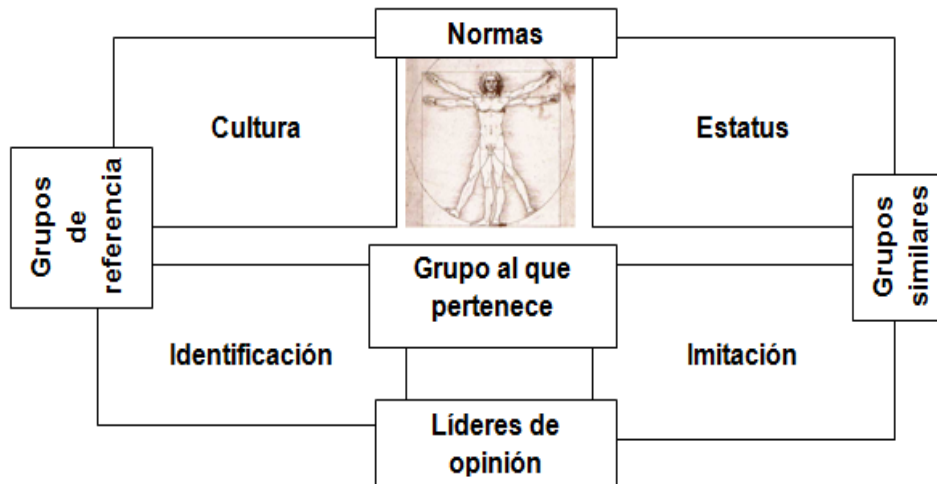 Normas
Cultura
Estatus
Grupos
de
referencia
Grupos
similares
Grupo al que
pertenece
Identificación
Imitación
Líderes de
opinión